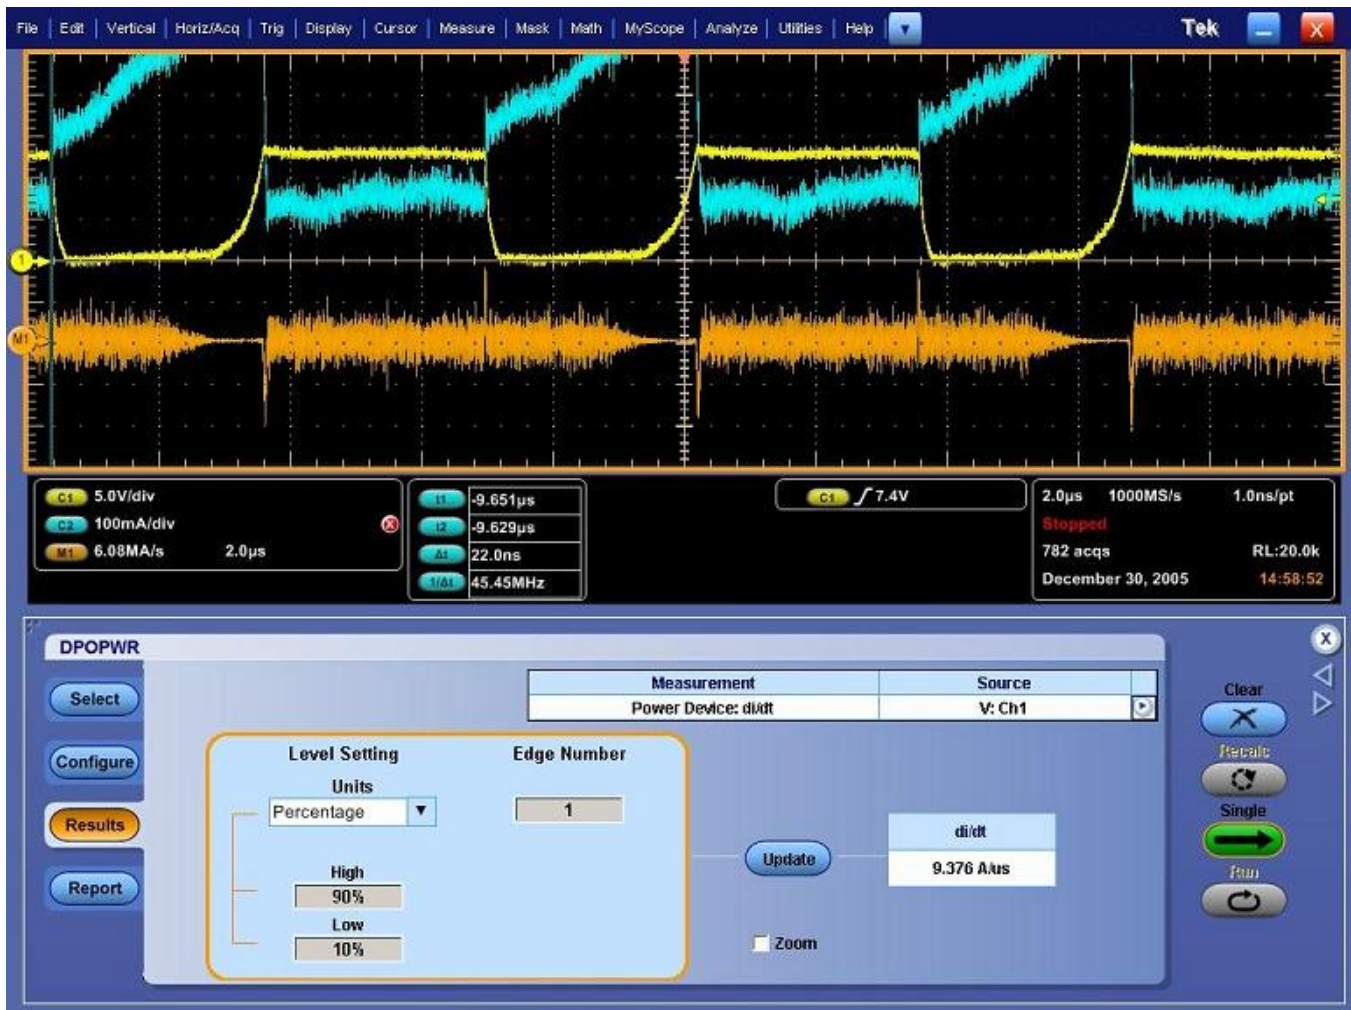 File | Edit | Vertical | Horiz/Acq | Trig | Display | Cursor | Measure | Mask | Math | MyScope | Analyze | Utilities | Help | Tek X
1
M1
C1 5.0V/div
C2 100mA/div
M1 6.08MA/s 2.0µs
t1 -9.651µs
t2 -9.629µs
Δt 22.0ns
1/Δt 45.45MHz
C1 7.4V
2.0µs 1000MS/s 1.0ns/pt
Stopped
782 acqs RL:20.0k
December 30, 2005 14:58:52
DPOPWR
X
Select
Configure
Results
Report
Measurement Source
Power Device: di/dt V: Ch1
Level Setting
Units
Percentage
High
90%
Low
10%
Edge Number
1
Update
di/dt
9.376 A/us
Zoom
Clear
Recalc
Single
Run